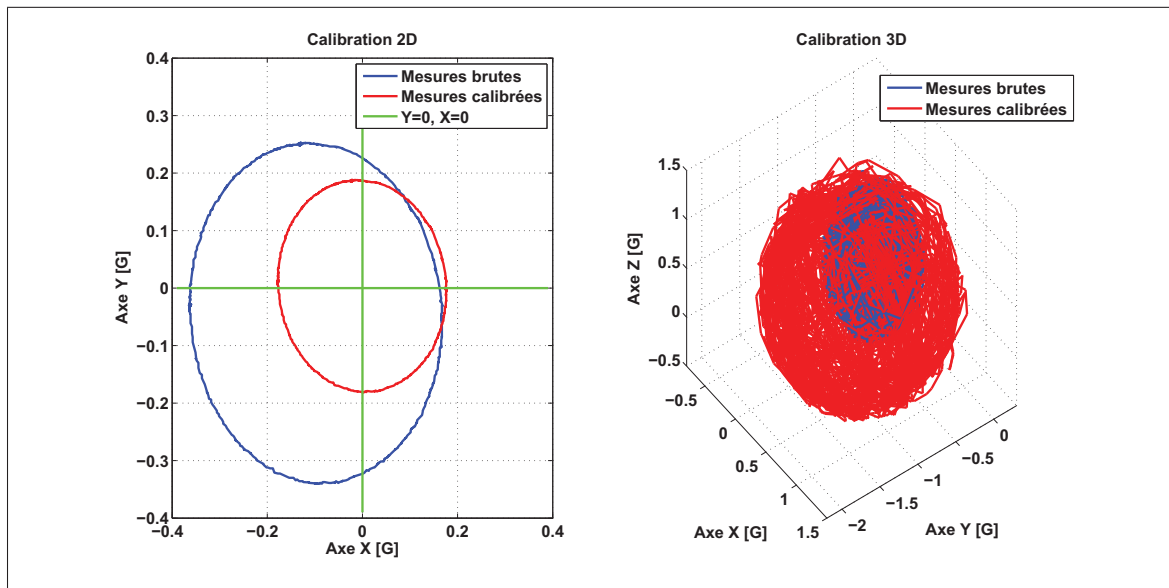 Calibration 2D
0.4
0.3
0.2
0.1
0
−0.1
−0.2
−0.3
−0.4
Axe Y [G]
−0.4
−0.2
0
0.2
0.4
Axe X [G]
Mesures brutes
Mesures calibrées
Y=0, X=0
Calibration 3D
Mesures brutes
Mesures calibrées
1.5
1
0.5
0
−0.5
Axe Z [G]
−0.5
0
0.5
1
1.5
Axe X [G]
−2
−1.5
−1
−0.5
0
Axe Y [G]